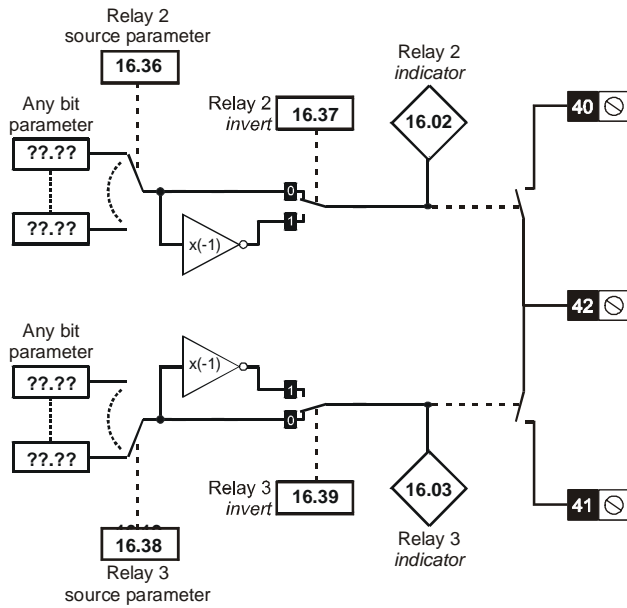 Relay 2
source parameter
16.36
Any bit
parameter
??.??
??.??
Relay 2
invert
16.37
Relay 2
indicator
16.02
0
1
x(-1)
40
42
Any bit
parameter
??.??
??.??
x(-1)
1
0
Relay 3
invert
16.39
16.03
Relay 3
indicator
41
16.38
Relay 3
source parameter